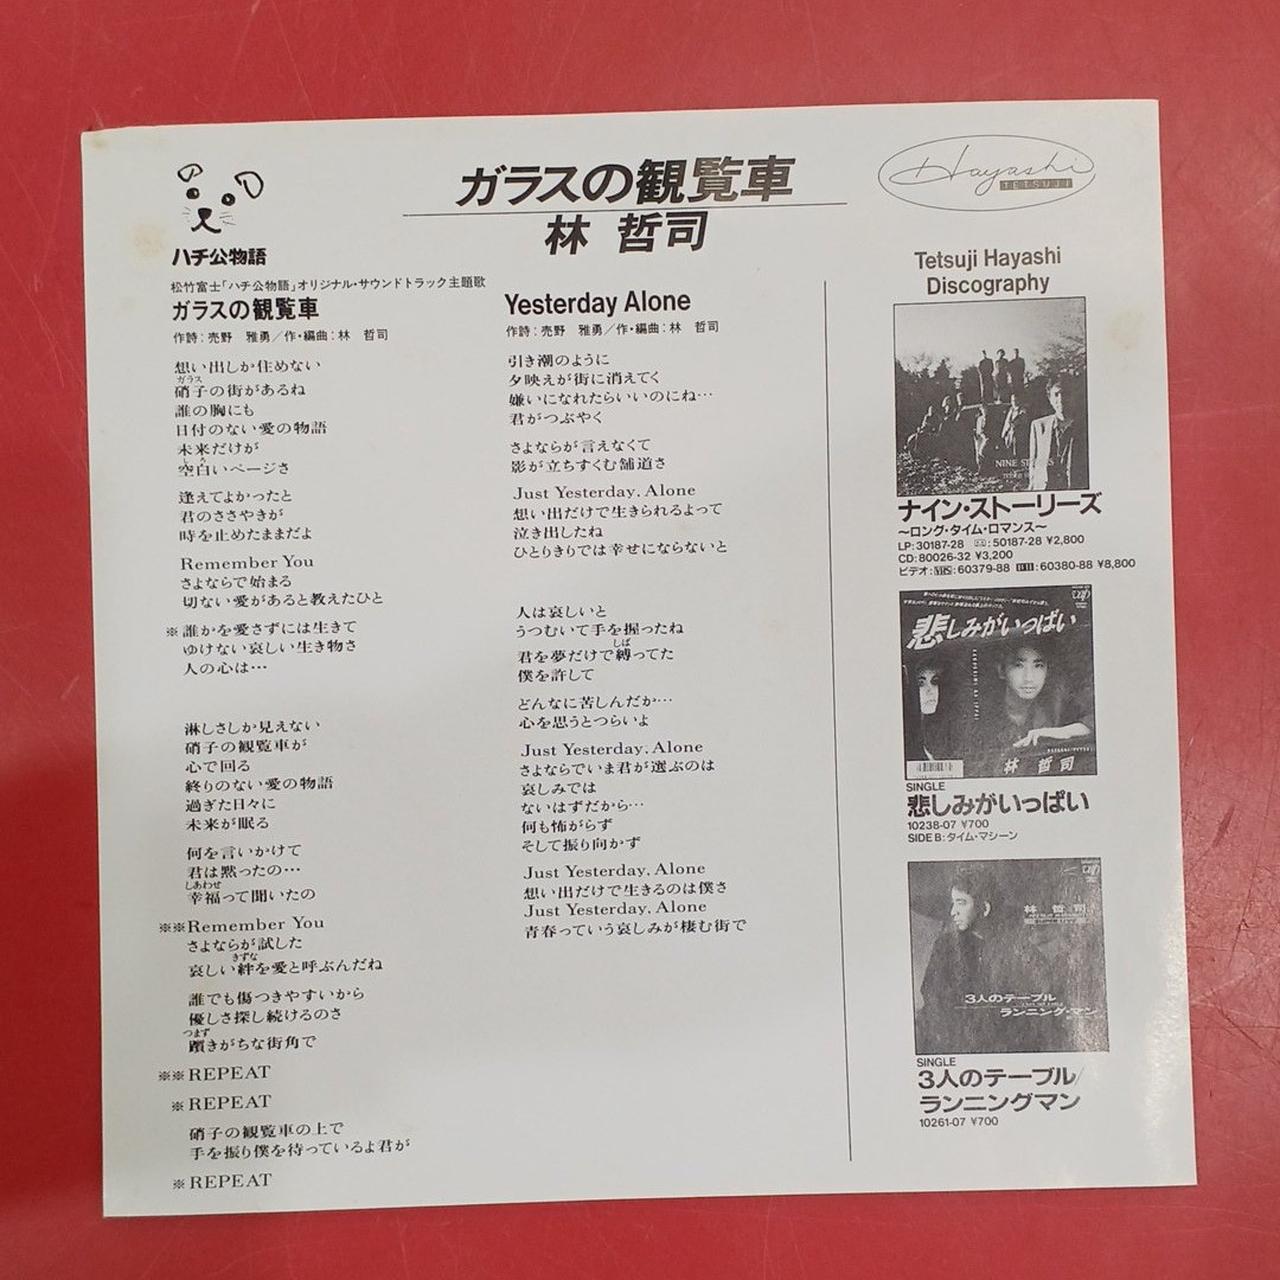 ガラスの観覧車
林 哲司
ハチ公物語
松竹富士「ハチ公物語」オリジナル・サウンドトラック主題歌
ガラスの観覧車
作詩:売野 雅勇/作・編曲:林 哲司
想い出しか住めない
ガラス
硝子の街があるね
誰の胸にも
日付のない愛の物語
未来だけが
しろ
空白いページさ
逢えてよかったと
君のささやきが
時を止めたままだよ
Remember You
さよならで始まる
切ない愛があると教えたひと
※誰かを愛さずには生きて
ゆけない哀しい生き物さ
人の心は…
淋しさしか見えない
硝子の観覧車が
心で回る
終りのない愛の物語
過ぎた日々に
未来が眠る
何を言いかけて
君は黙ったの…
しあわせ
幸福って聞いたの
※※Remember You
さよならが試した
きずな
哀しい絆を愛と呼ぶんだね
誰でも傷つきやすいから
優しさ探し続けるのさ
つまず
躓きがちな街角で
※※REPEAT
※REPEAT
硝子の観覧車の上で
手を振り僕を待っているよ君が
※REPEAT
Yesterday Alone
作詩:売野 雅勇/作・編曲:林 哲司
引き潮のように
夕映えが街に消えてく
嫌いになれたらいいのにね…
君がつぶやく
さよならが言えなくて
影が立ちすくむ舗道さ
Just Yesterday, Alone
想い出だけで生きられるよって
泣き出したね
ひとりきりでは幸せにならないと
人は哀しいと
うつむいて手を握ったね
しば
君を夢だけで縛ってた
僕を許して
どんなに苦しんだか…
心を思うとつらいよ
Just Yesterday, Alone
さよならでいま君が選ぶのは
哀しみでは
ないはずだから…
何も怖がらず
そして振り向かず
Just Yesterday, Alone
想い出だけで生きるのは僕さ
Just Yesterday, Alone
青春っていう哀しみが棲む街で
Hayashi
TETSUJI
Tetsuji Hayashi
Discography
ナイン・ストーリーズ
〜ロング・タイム・ロマンス〜
LP:30187-28 :50187-28 ¥2,800
CD:80026-32 ¥3,200
ビデオ:VHS:60379-88 :60380-88 ¥8,800
悲しみがいっぱい
林 哲司
SINGLE
悲しみがいっぱい
10238-07 ¥700
SIDE B:タイム・マシーン
林 哲司
3人のテーブル
ランニング・マン
SINGLE
3人のテーブル/
ランニングマン
10261-07 ¥700